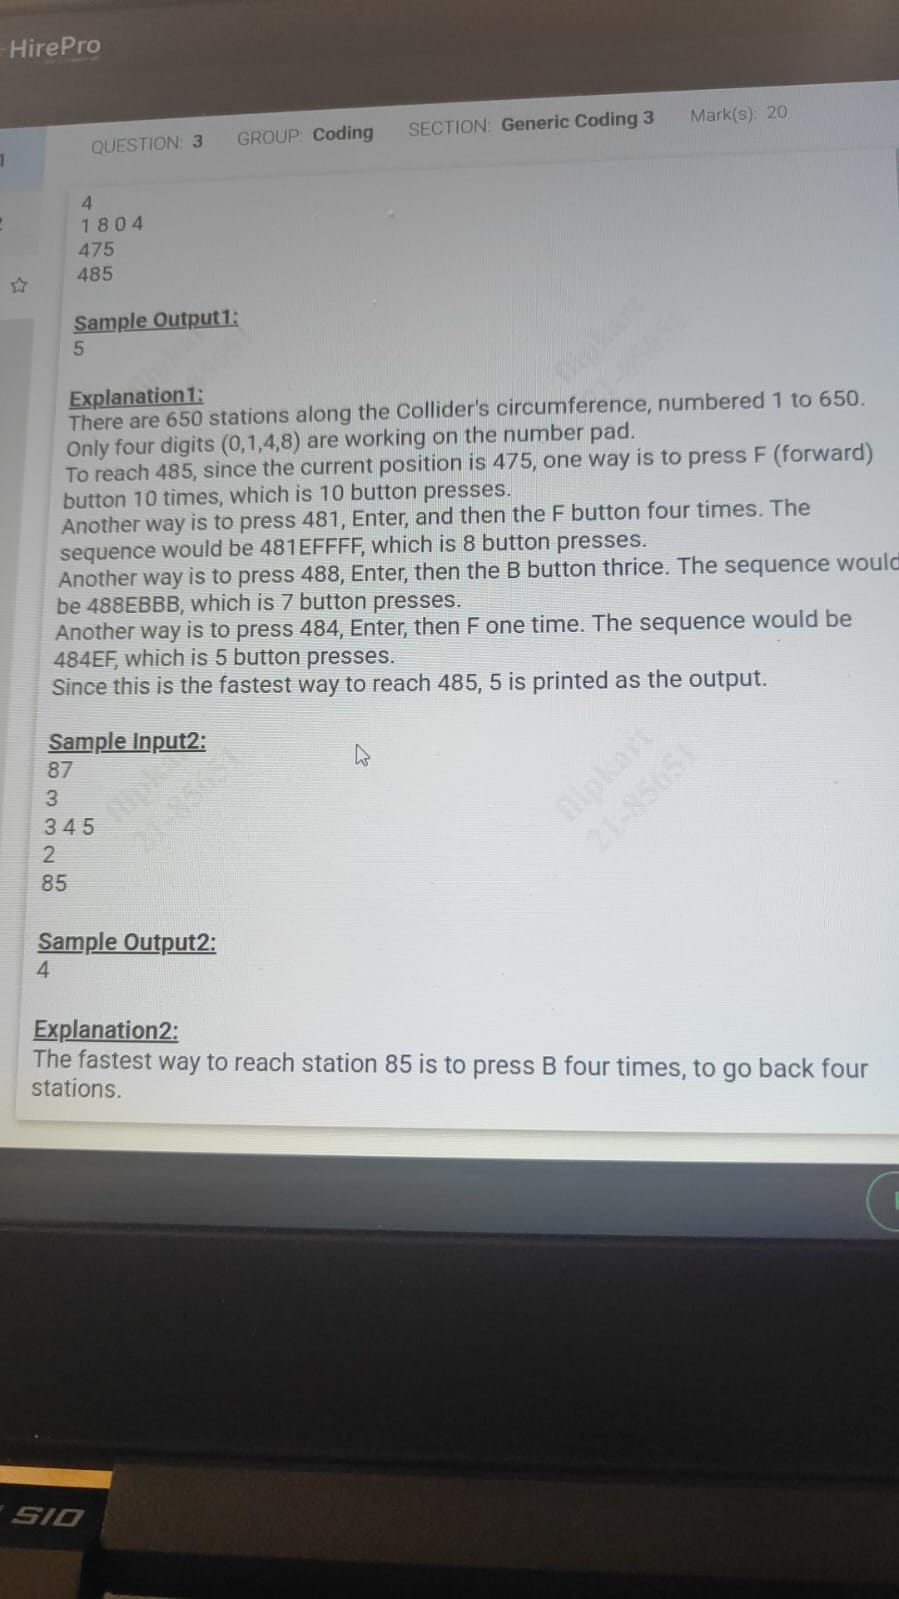 HirePro
QUESTION: 3 GROUP: Coding SECTION: Generic Coding 3 Mark(s): 20
1
4
1 8 0 4
475
485
Sample Output1:
5
Explanation1:
There are 650 stations along the Collider's circumference, numbered 1 to 650.
Only four digits (0,1,4,8) are working on the number pad.
To reach 485, since the current position is 475, one way is to press F (forward)
button 10 times, which is 10 button presses.
Another way is to press 481, Enter, and then the F button four times. The
sequence would be 481EFFFF, which is 8 button presses.
Another way is to press 488, Enter, then the B button thrice. The sequence would
be 488EBBB, which is 7 button presses.
Another way is to press 484, Enter, then F one time. The sequence would be
484EF, which is 5 button presses.
Since this is the fastest way to reach 485, 5 is printed as the output.
Sample Input2:
87
3
3 4 5
2
85
Sample Output2:
4
Explanation2:
The fastest way to reach station 85 is to press B four times, to go back four
stations.
flipkart
21-85651
flipkart
21-85651
S10